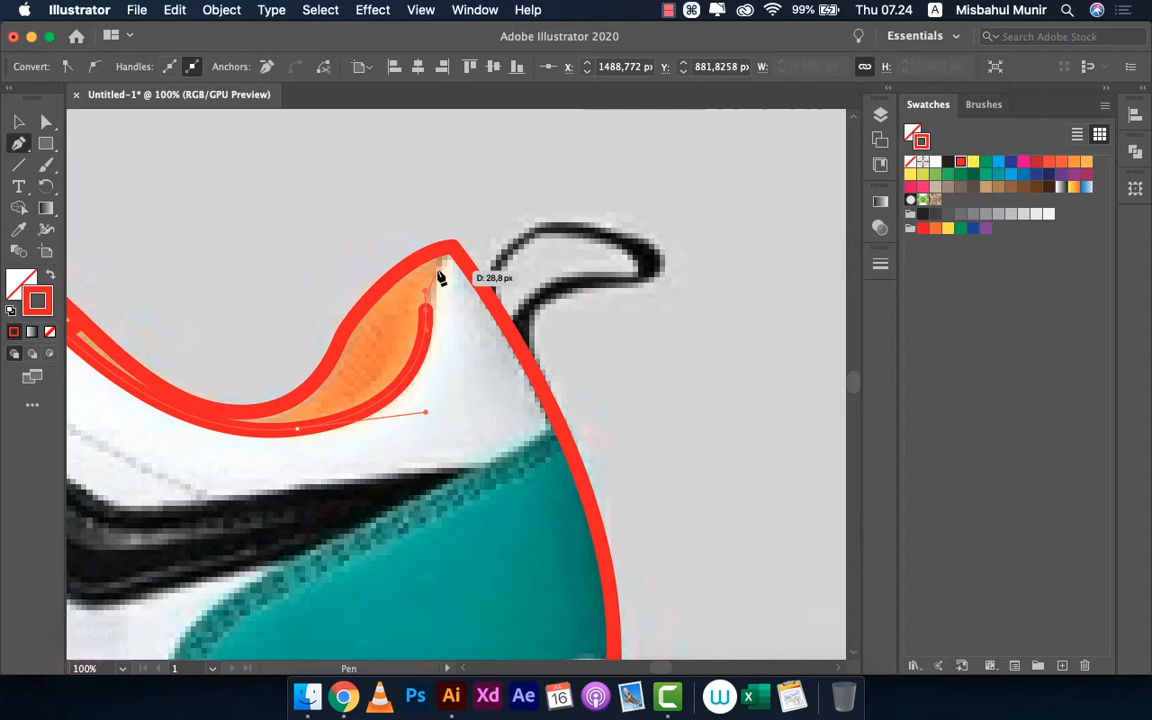 Illustrator File Edit Object Type Select Effect View Window Help 99% Thu 07.24 A Misbahul Munir
Adobe Illustrator 2020 Essentials Search Adobe Stock
Convert: Handles: Anchors: X: 1488,772 px Y: 881,8258 px W: H:
× Untitled-1* @ 100% (RGB/GPU Preview)
Swatches Brushes
T
D: 28,8 px
option
100% 1 Pen
Ps Ai Xd Ae JUL 16 W